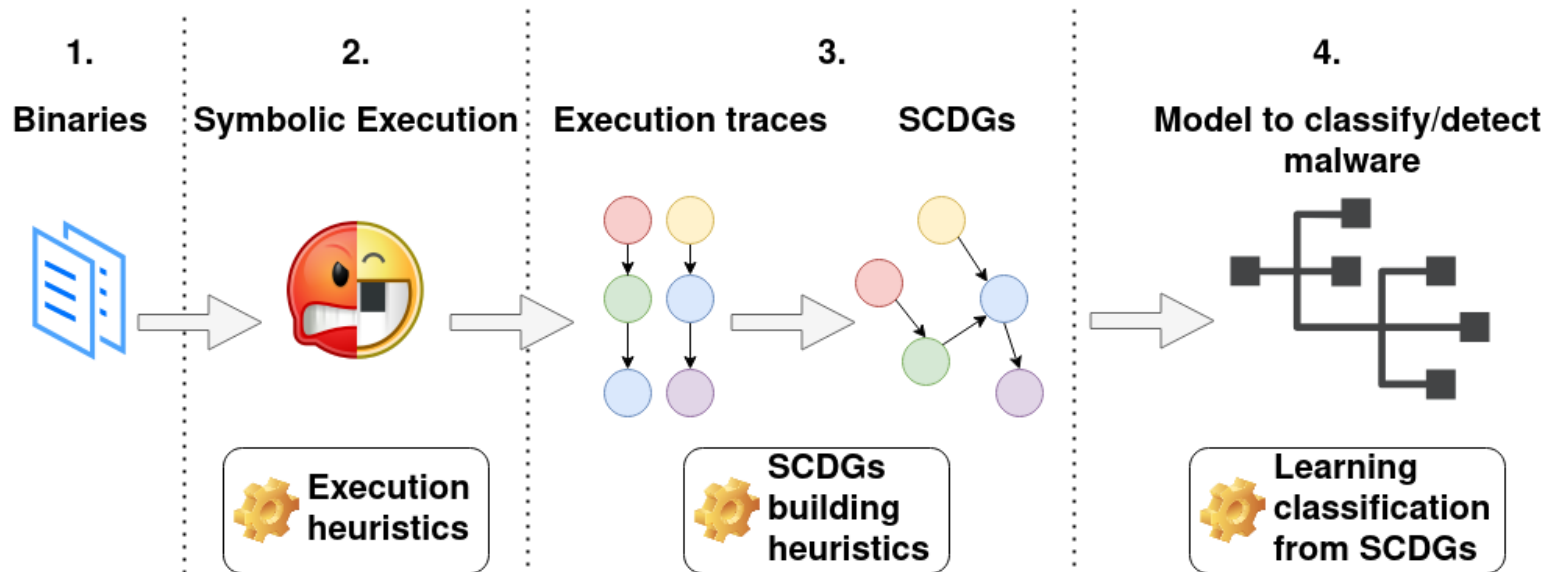 1.
2.
3.
4.
Binaries
Symbolic Execution
Execution traces
SCDGs
Model to classify/detect
malware
Execution
heuristics
SCDGs
building
heuristics
Learning
classification
from SCDGs